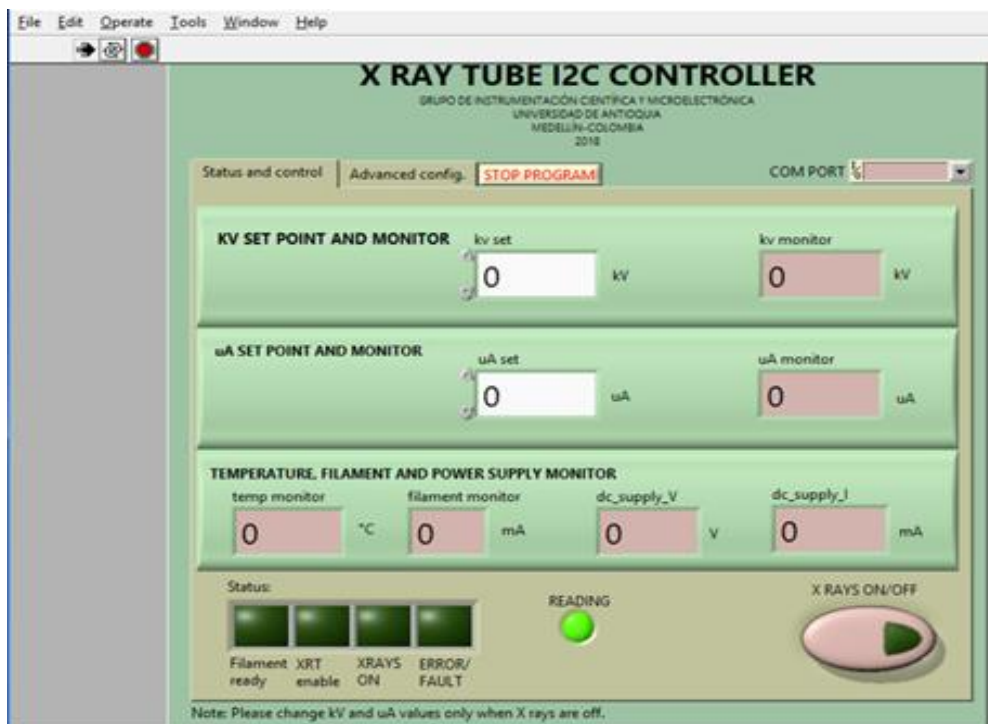 File Edit Operate Tools Window Help
X RAY TUBE I2C CONTROLLER
GRUPO DE INSTRUMENTACIÓN CIENTÍFICA Y MICROELECTRÓNICA
UNIVERSIDAD DE ANTIOQUIA
MEDELLÍN-COLOMBIA
2018
Status and control Advanced config. STOP PROGRAM COM PORT
KV SET POINT AND MONITOR kv set kv monitor
0 kV 0 kV
uA SET POINT AND MONITOR uA set uA monitor
0 uA 0 uA
TEMPERATURE, FILAMENT AND POWER SUPPLY MONITOR
temp monitor filament monitor dc_supply_V dc_supply_I
0 °C 0 mA 0 V 0 mA
Status: READING X RAYS ON/OFF
Filament XRT XRAYS ERROR/
ready enable ON FAULT
Note: Please change kV and uA values only when X rays are off.